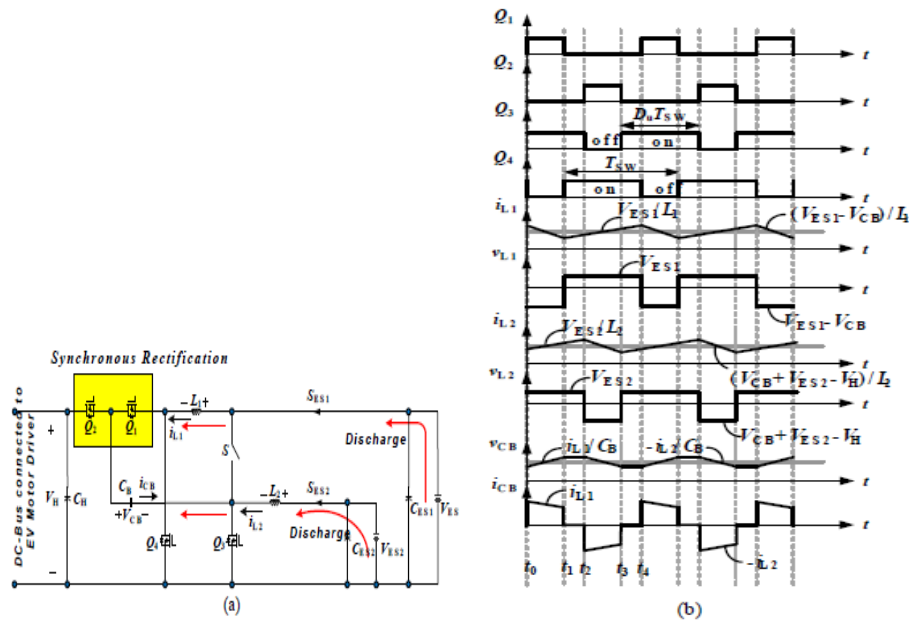 Synchronous Rectification
DC-Bus connected to
EV Motor Driver
Q2
Q1
-L1+
iL1
SES1
S
Discharge
+
VH
CH
CB
iCB
+VCB-
-L2+
SES2
iL2
Discharge
CES1
VES
Q4
Q3
CES2
VES2
-
(a)
Q1
t
Q2
t
Q3
DuTSW
off
on
t
Q4
TSW
on
off
t
iL1
VES1/L1
(VES1-VCB)/L1
t
vL1
VES1
t
VES1-VCB
iL2
VES2/L2
t
(VCB+VES2-VH)/L2
vL2
VES2
t
VCB+VES2-VH
vCB
iL1/CB
-iL2/CB
t
iCB
iL1
t
-iL2
t0
t1
t2
t3
t4
(b)